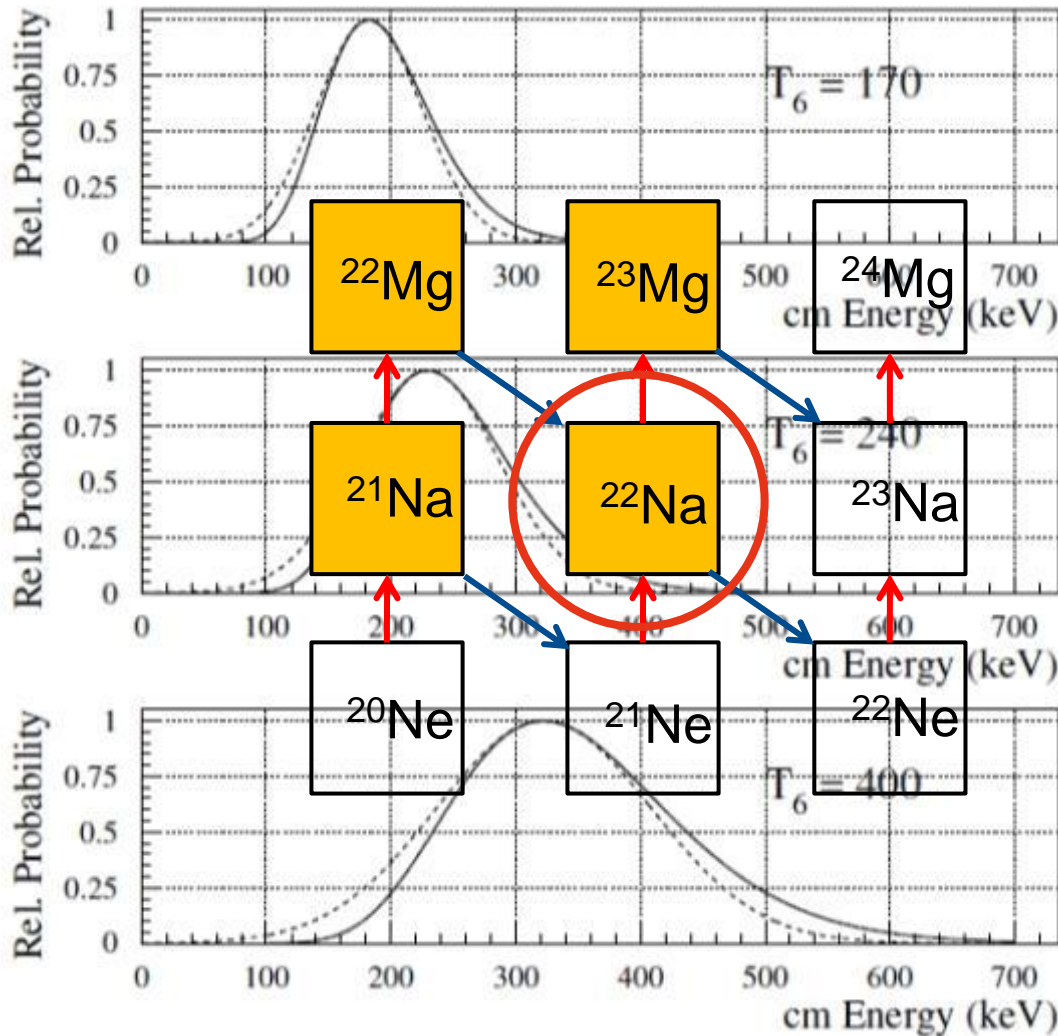 Rel. Probability
1
0.75
0.5
0.25
0
T6 = 170
0 100 300 500 600 700
cm Energy (keV)
22Mg
23Mg
24Mg
Rel. Probability
1
0.75
0.5
0.25
0
T6 = 240
21Na
22Na
23Na
0 100 200 300 400 500 600 700
cm Energy (keV)
20Ne
21Ne
22Ne
Rel. Probability
1
0.75
0.5
0.25
0
T6 = 400
0 100 200 300 400 500 600 700
cm Energy (keV)